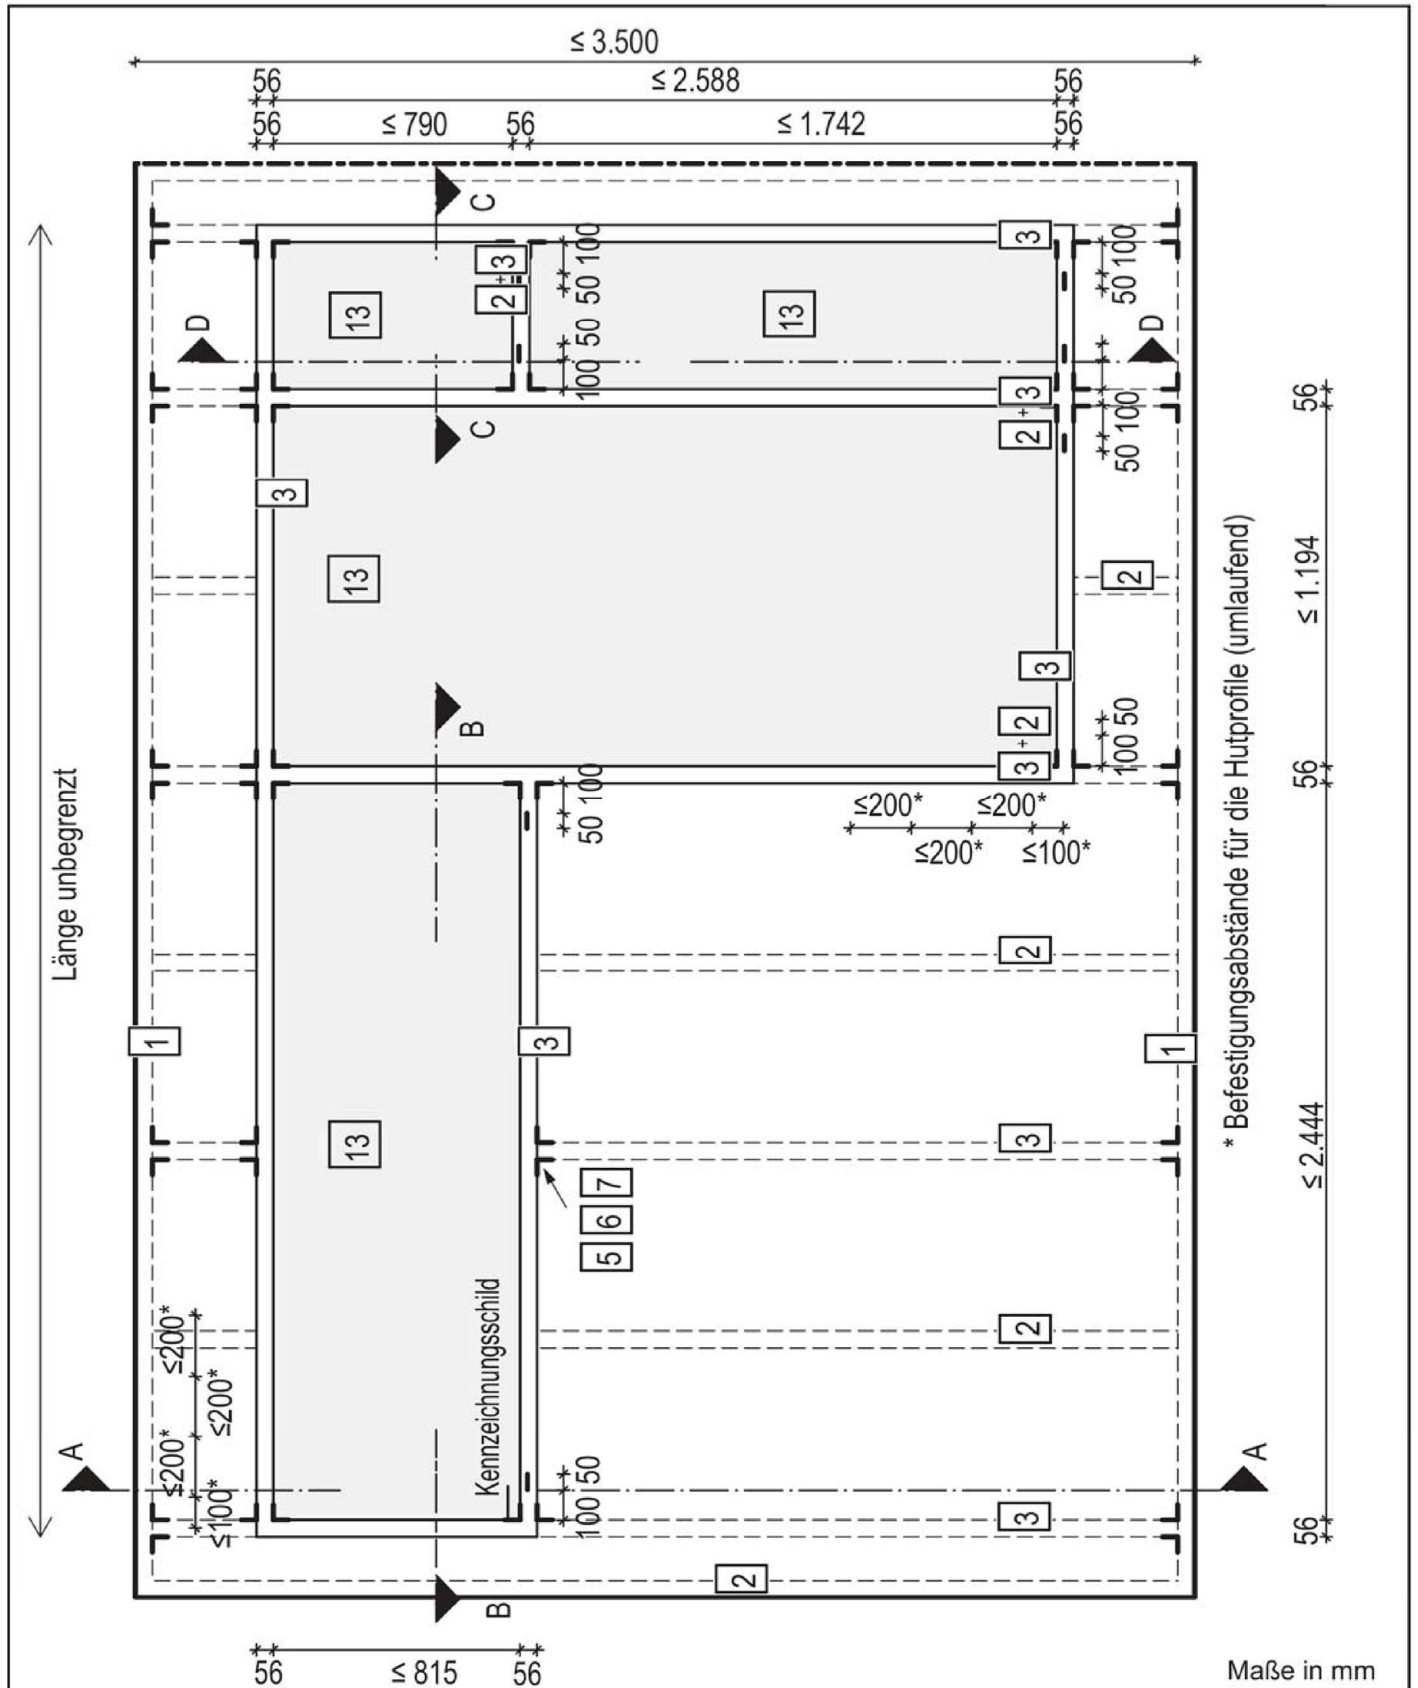 ≤ 3.500
56 ≤ 2.588 56
56 ≤ 790 56 ≤ 1.742 56
C
3
3
+
2
50 100
50 100
13
13
D
D
100 50
3
+
2
56
C
50 100
3
13
2
≤ 1.194
3
2
+
3
100 50
B
56
50 100
≤200* ≤200*
≤200* ≤100*
Länge unbegrenzt
* Befestigungsabstände für die Hutprofile (umlaufend)
2
1
3
1
13
3
≤ 2.444
5 6 7
Kennzeichnungsschild
2
≤200*
≤200*
≤200*
≤100*
A
A
100 50
3
56
2
B
56 ≤ 815 56
Maße in mm